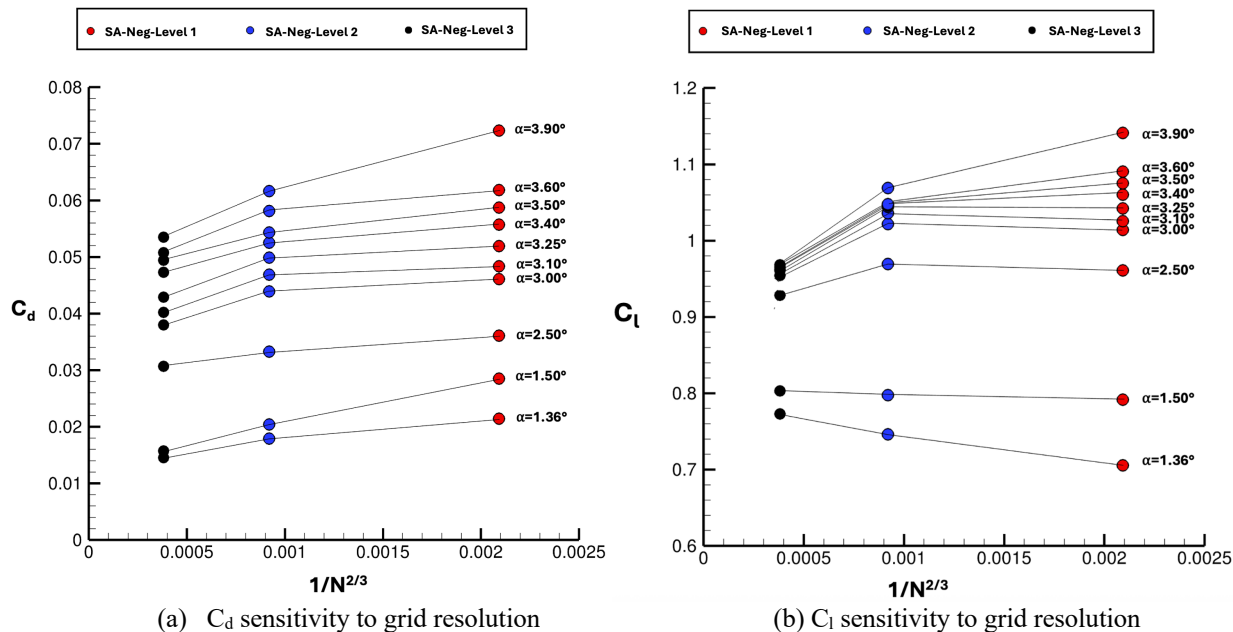 SA-Neg-Level 1 SA-Neg-Level 2 SA-Neg-Level 3
0.08
0.07
0.06
0.05
0.04
0.03
0.02
0.01
0
Cd
α=3.90°
α=3.60°
α=3.50°
α=3.40°
α=3.25°
α=3.10°
α=3.00°
α=2.50°
α=1.50°
α=1.36°
0 0.0005 0.001 0.0015 0.002 0.0025
1/N^2/3
(a) Cd sensitivity to grid resolution
SA-Neg-Level 1 SA-Neg-Level 2 SA-Neg-Level 3
1.2
1.1
1
0.9
0.8
0.7
0.6
Cl
α=3.90°
α=3.60°
α=3.50°
α=3.40°
α=3.25°
α=3.10°
α=3.00°
α=2.50°
α=1.50°
α=1.36°
0 0.0005 0.001 0.0015 0.002 0.0025
1/N^2/3
(b) Cl sensitivity to grid resolution